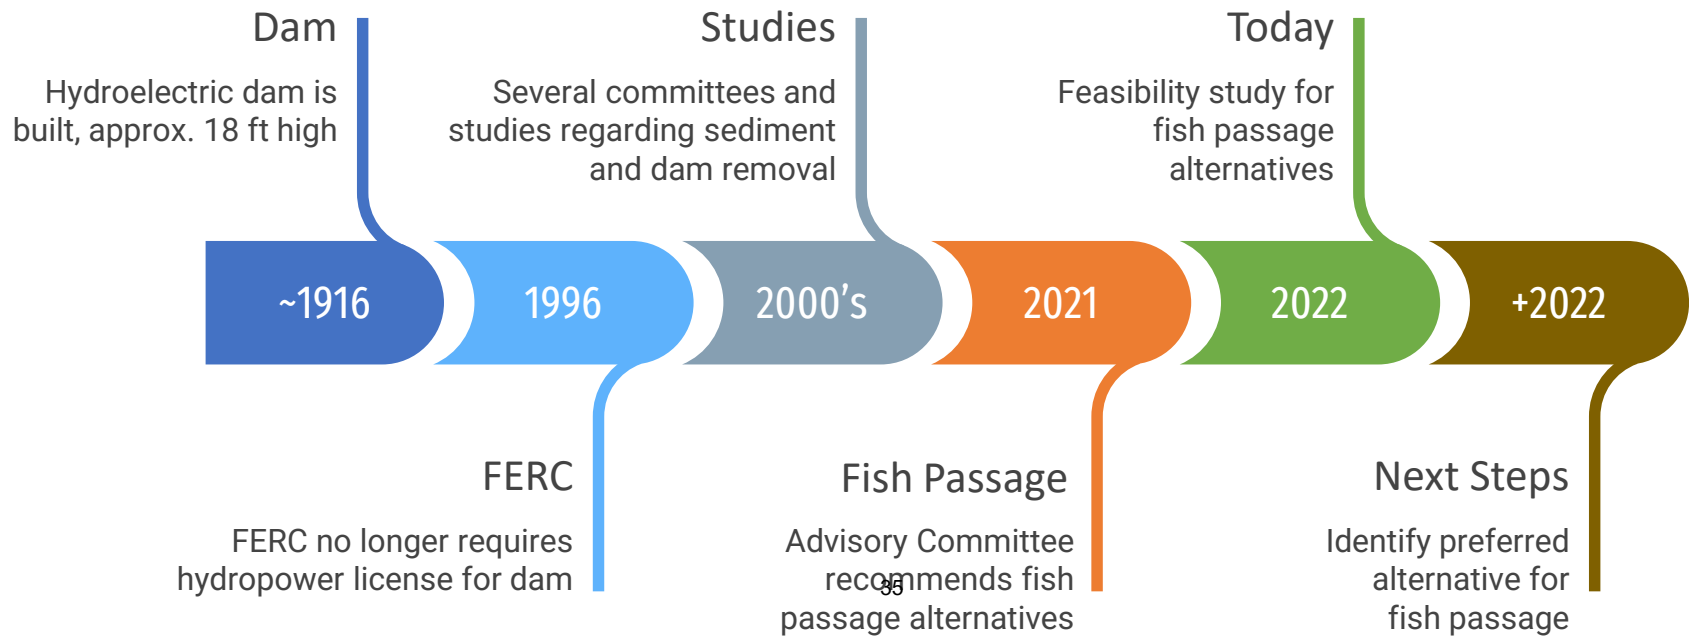 Dam
Hydroelectric dam is
built, approx. 18 ft high
Studies
Several committees and
studies regarding sediment
and dam removal
Today
Feasibility study for
fish passage
alternatives
~1916
1996
2000's
2021
2022
+2022
FERC
FERC no longer requires
hydropower license for dam
Fish Passage
Advisory Committee
recommends fish
passage alternatives
35
Next Steps
Identify preferred
alternative for
fish passage